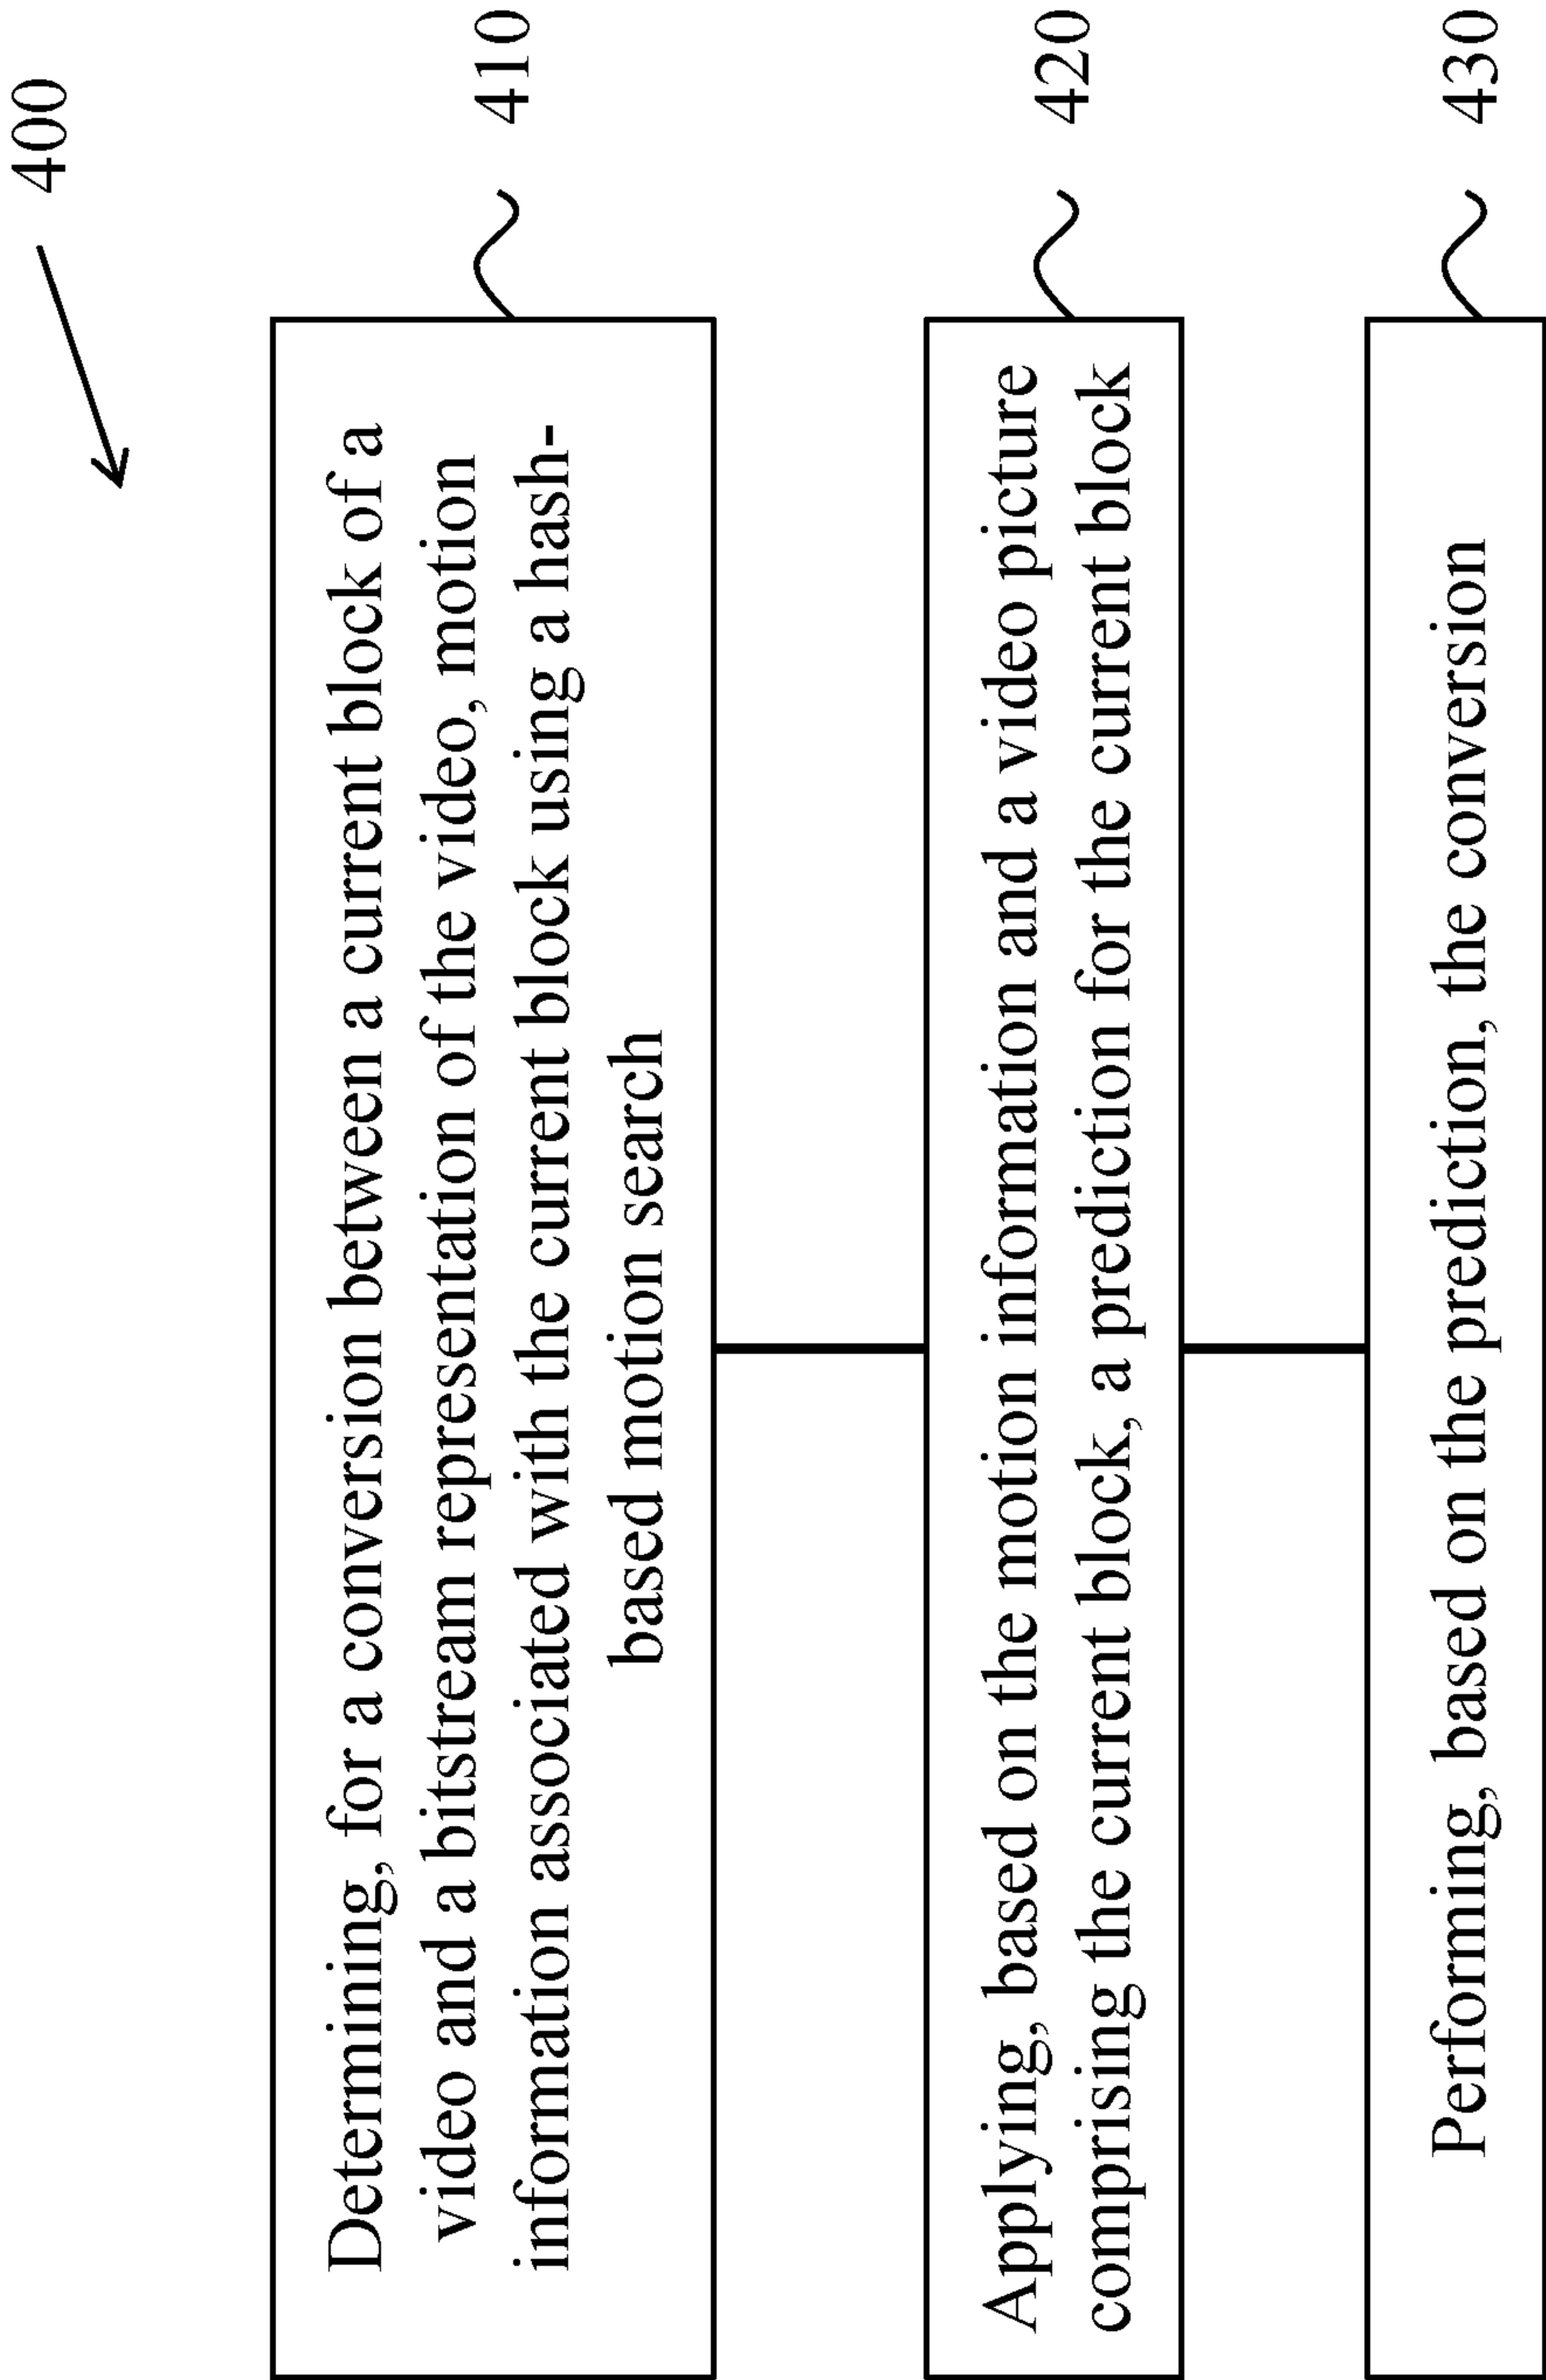 400
Determining, for a conversion between a current block of a
video and a bitstream representation of the video, motion
information associated with the current block using a hash-
based motion search
410
Applying, based on the motion information and a video picture
comprising the current block, a prediction for the current block
420
Performing, based on the prediction, the conversion
430